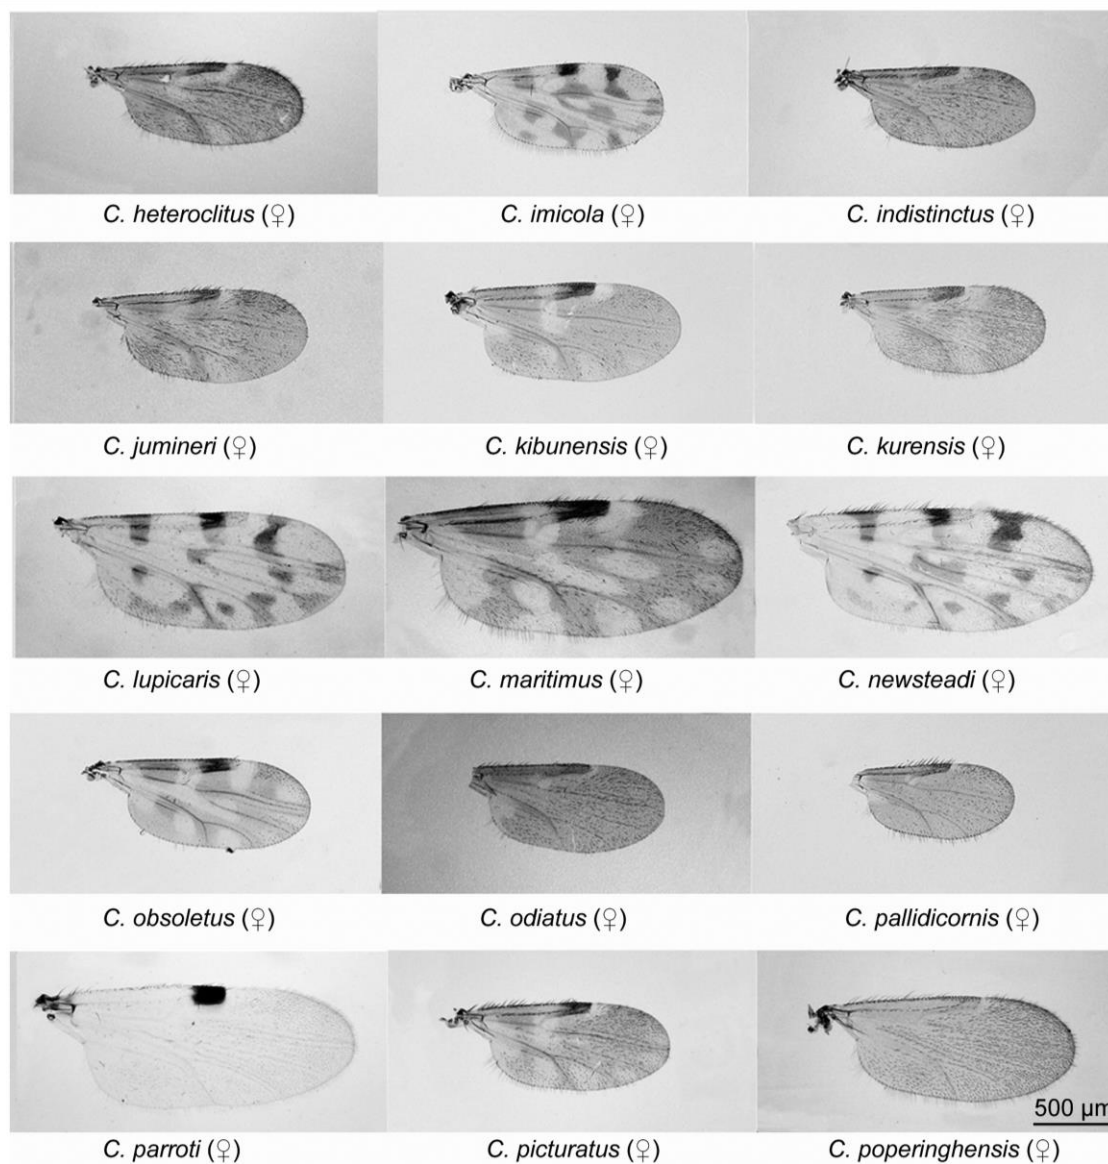 C. heteroclitus (♀) C. imicola (♀) C. indistinctus (♀)
C. jumineri (♀) C. kibunensis (♀) C. kurensis (♀)
C. lupicaris (♀) C. maritimus (♀) C. newsteadi (♀)
C. obsoletus (♀) C. odiatus (♀) C. pallidicornis (♀)
500 µm
C. parroti (♀) C. picturatus (♀) C. poperinghensis (♀)